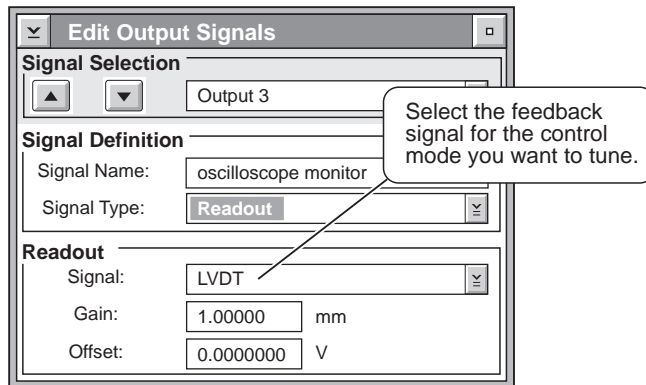 Edit Output Signals
Signal Selection
Output 3
Select the feedback
signal for the control
mode you want to tune.
Signal Definition
Signal Name: oscilloscope monitor
Signal Type: Readout
Readout
Signal: LVDT
Gain: 1.00000 mm
Offset: 0.0000000 V